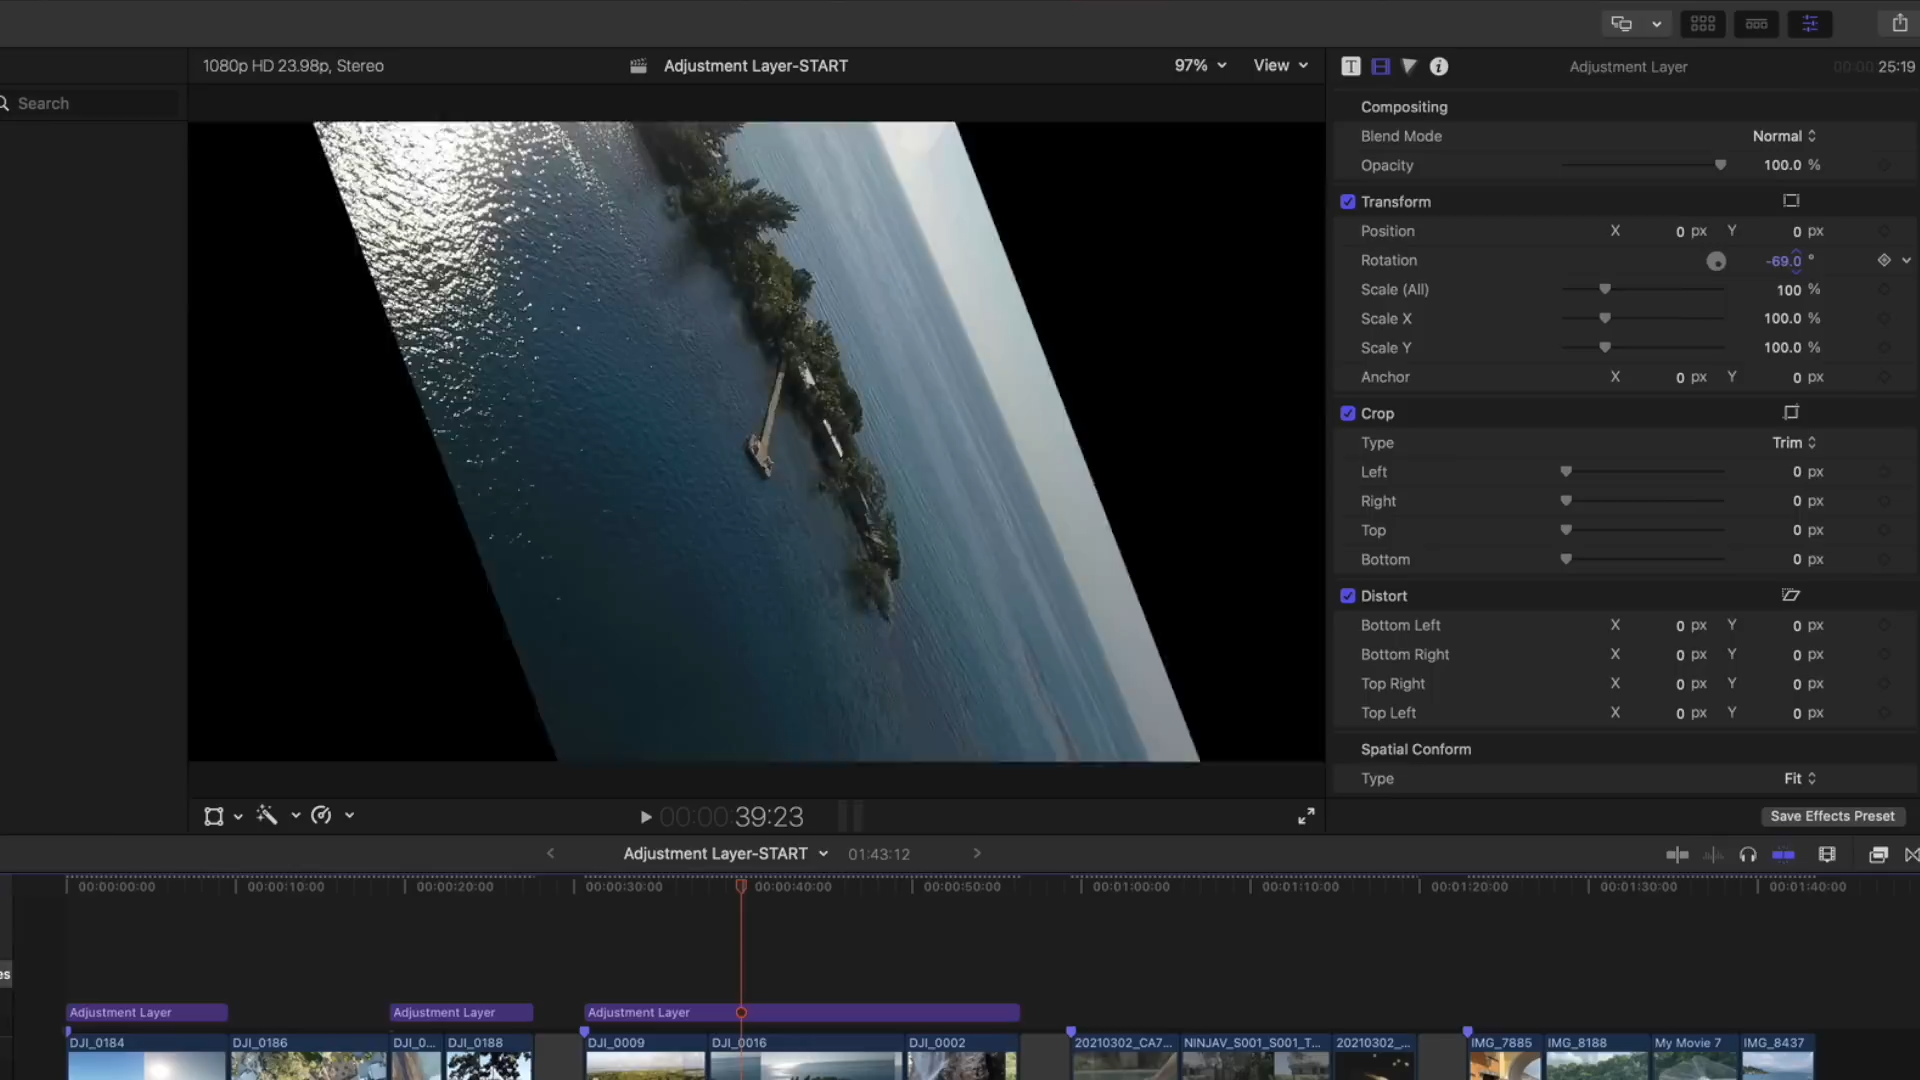 1080p HD 23.98p, Stereo
Adjustment Layer-START
97%
View
T
i
Adjustment Layer
00:00:25:19
Search
Compositing
Blend Mode Normal
Opacity 100.0 %
Transform
Position X 0 px Y 0 px
Rotation -69.0 °
Scale (All) 100 %
Scale X 100.0 %
Scale Y 100.0 %
Anchor X 0 px Y 0 px
Crop
Type Trim
Left 0 px
Right 0 px
Top 0 px
Bottom 0 px
Distort
Bottom Left X 0 px Y 0 px
Bottom Right X 0 px Y 0 px
Top Right X 0 px Y 0 px
Top Left X 0 px Y 0 px
Spatial Conform
Type Fit
00:00:39:23
Save Effects Preset
Adjustment Layer-START
01:43:12
00:00:00:00 00:00:10:00 00:00:20:00 00:00:30:00 00:00:40:00 00:00:50:00 00:01:00:00 00:01:10:00 00:01:20:00 00:01:30:00 00:01:40:00
es
Adjustment Layer Adjustment Layer Adjustment Layer
DJI_0184 DJI_0186 DJI_0... DJI_0188 DJI_0009 DJI_0016 DJI_0002 20210302_CA7... NINJAV_S001_S001_T... 20210302_... IMG_7885 IMG_8188 My Movie 7 IMG_8437